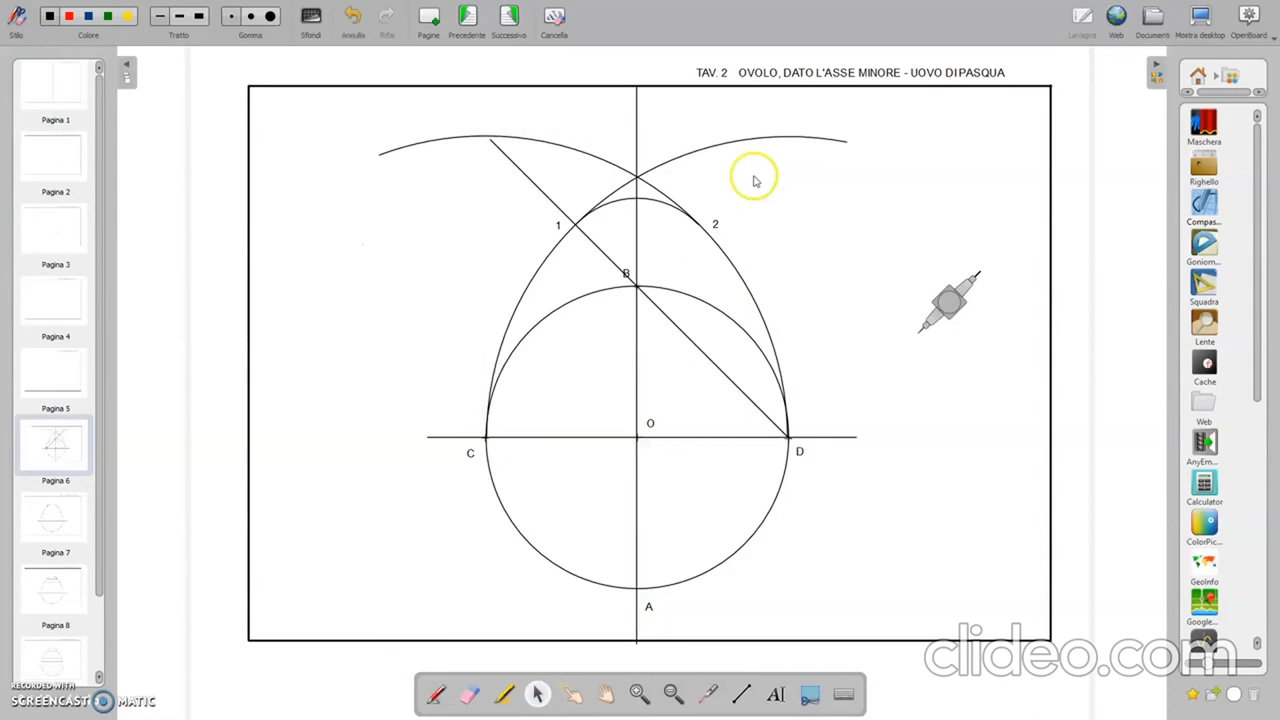 Stilo
Colore
Tratto
Gomma
Sfondi
Annulla
Rifai
Pagine
Precedente
Successivo
Cancella
Lavagna
Web
Documenti
Mostra desktop
OpenBoard
TAV. 2 OVOLO, DATO L'ASSE MINORE - UOVO DI PASQUA
Pagina 1
Pagina 2
Pagina 3
Pagina 4
Pagina 5
Pagina 6
Pagina 7
Pagina 8
1
2
B
O
C
D
A
Maschera
Righello
Compas...
Goniom...
Squadra
Lente
Cache
Web
AnyEm...
Calculator
ColorPic...
GeoInfo
Google...
clideo.com
RECORDED WITH
SCREENCAST MATIC